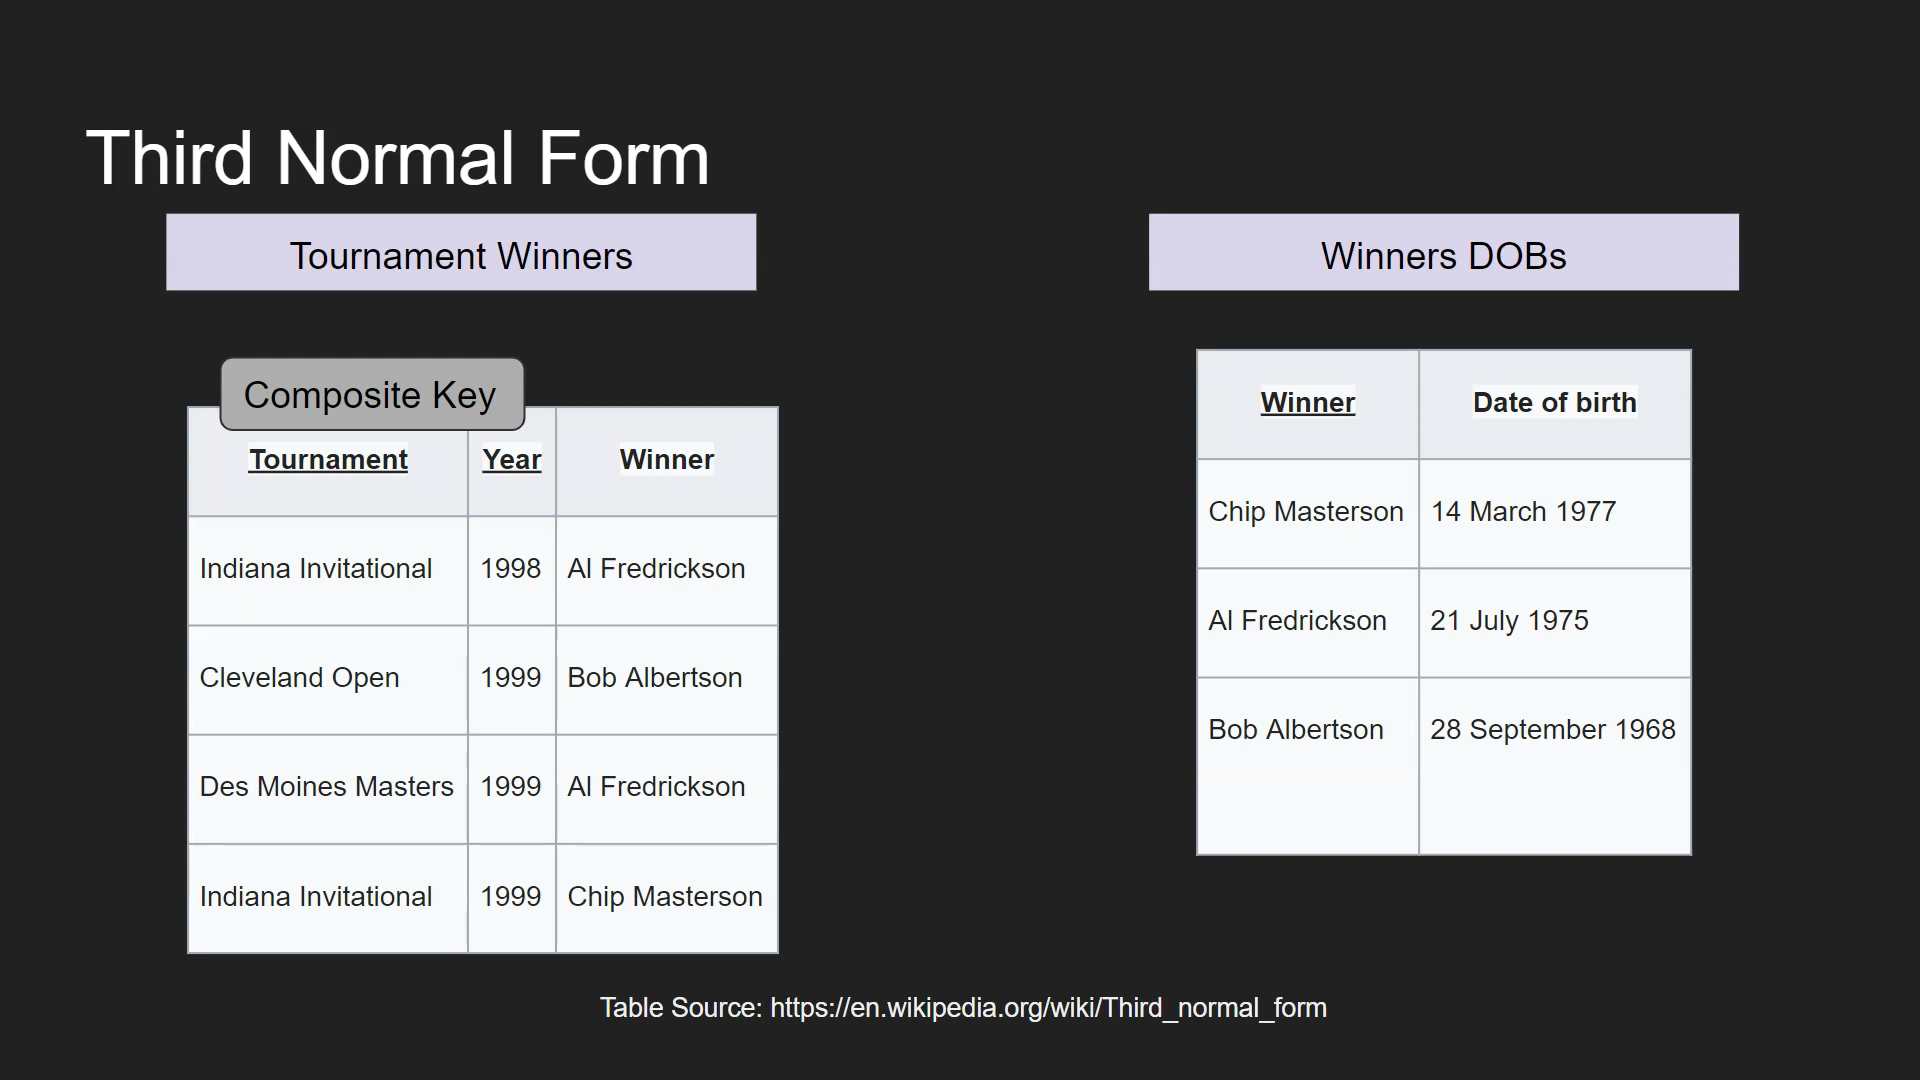 Third Normal Form
Tournament Winners
Winners DOBs
Composite Key
Tournament Year Winner
Indiana Invitational 1998 Al Fredrickson
Cleveland Open 1999 Bob Albertson
Des Moines Masters 1999 Al Fredrickson
Indiana Invitational 1999 Chip Masterson
Winner Date of birth
Chip Masterson 14 March 1977
Al Fredrickson 21 July 1975
Bob Albertson 28 September 1968
Table Source: https://en.wikipedia.org/wiki/Third_normal_form